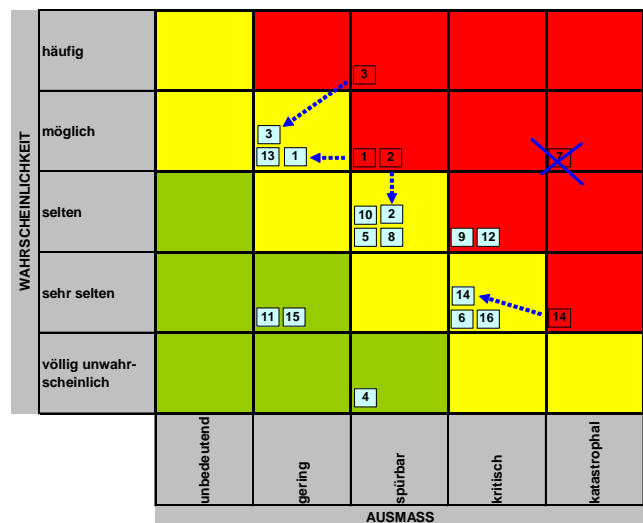 häufig
3
möglich
3
13 1 1 2 7
selten
10 2
5 8 9 12
sehr selten
14
11 15 6 16 14
völlig unwahr-
scheinlich
4
WAHRSCHEINLICHKEIT
unbedeutend
gering
spürbar
kritisch
katastrophal
AUSMASS